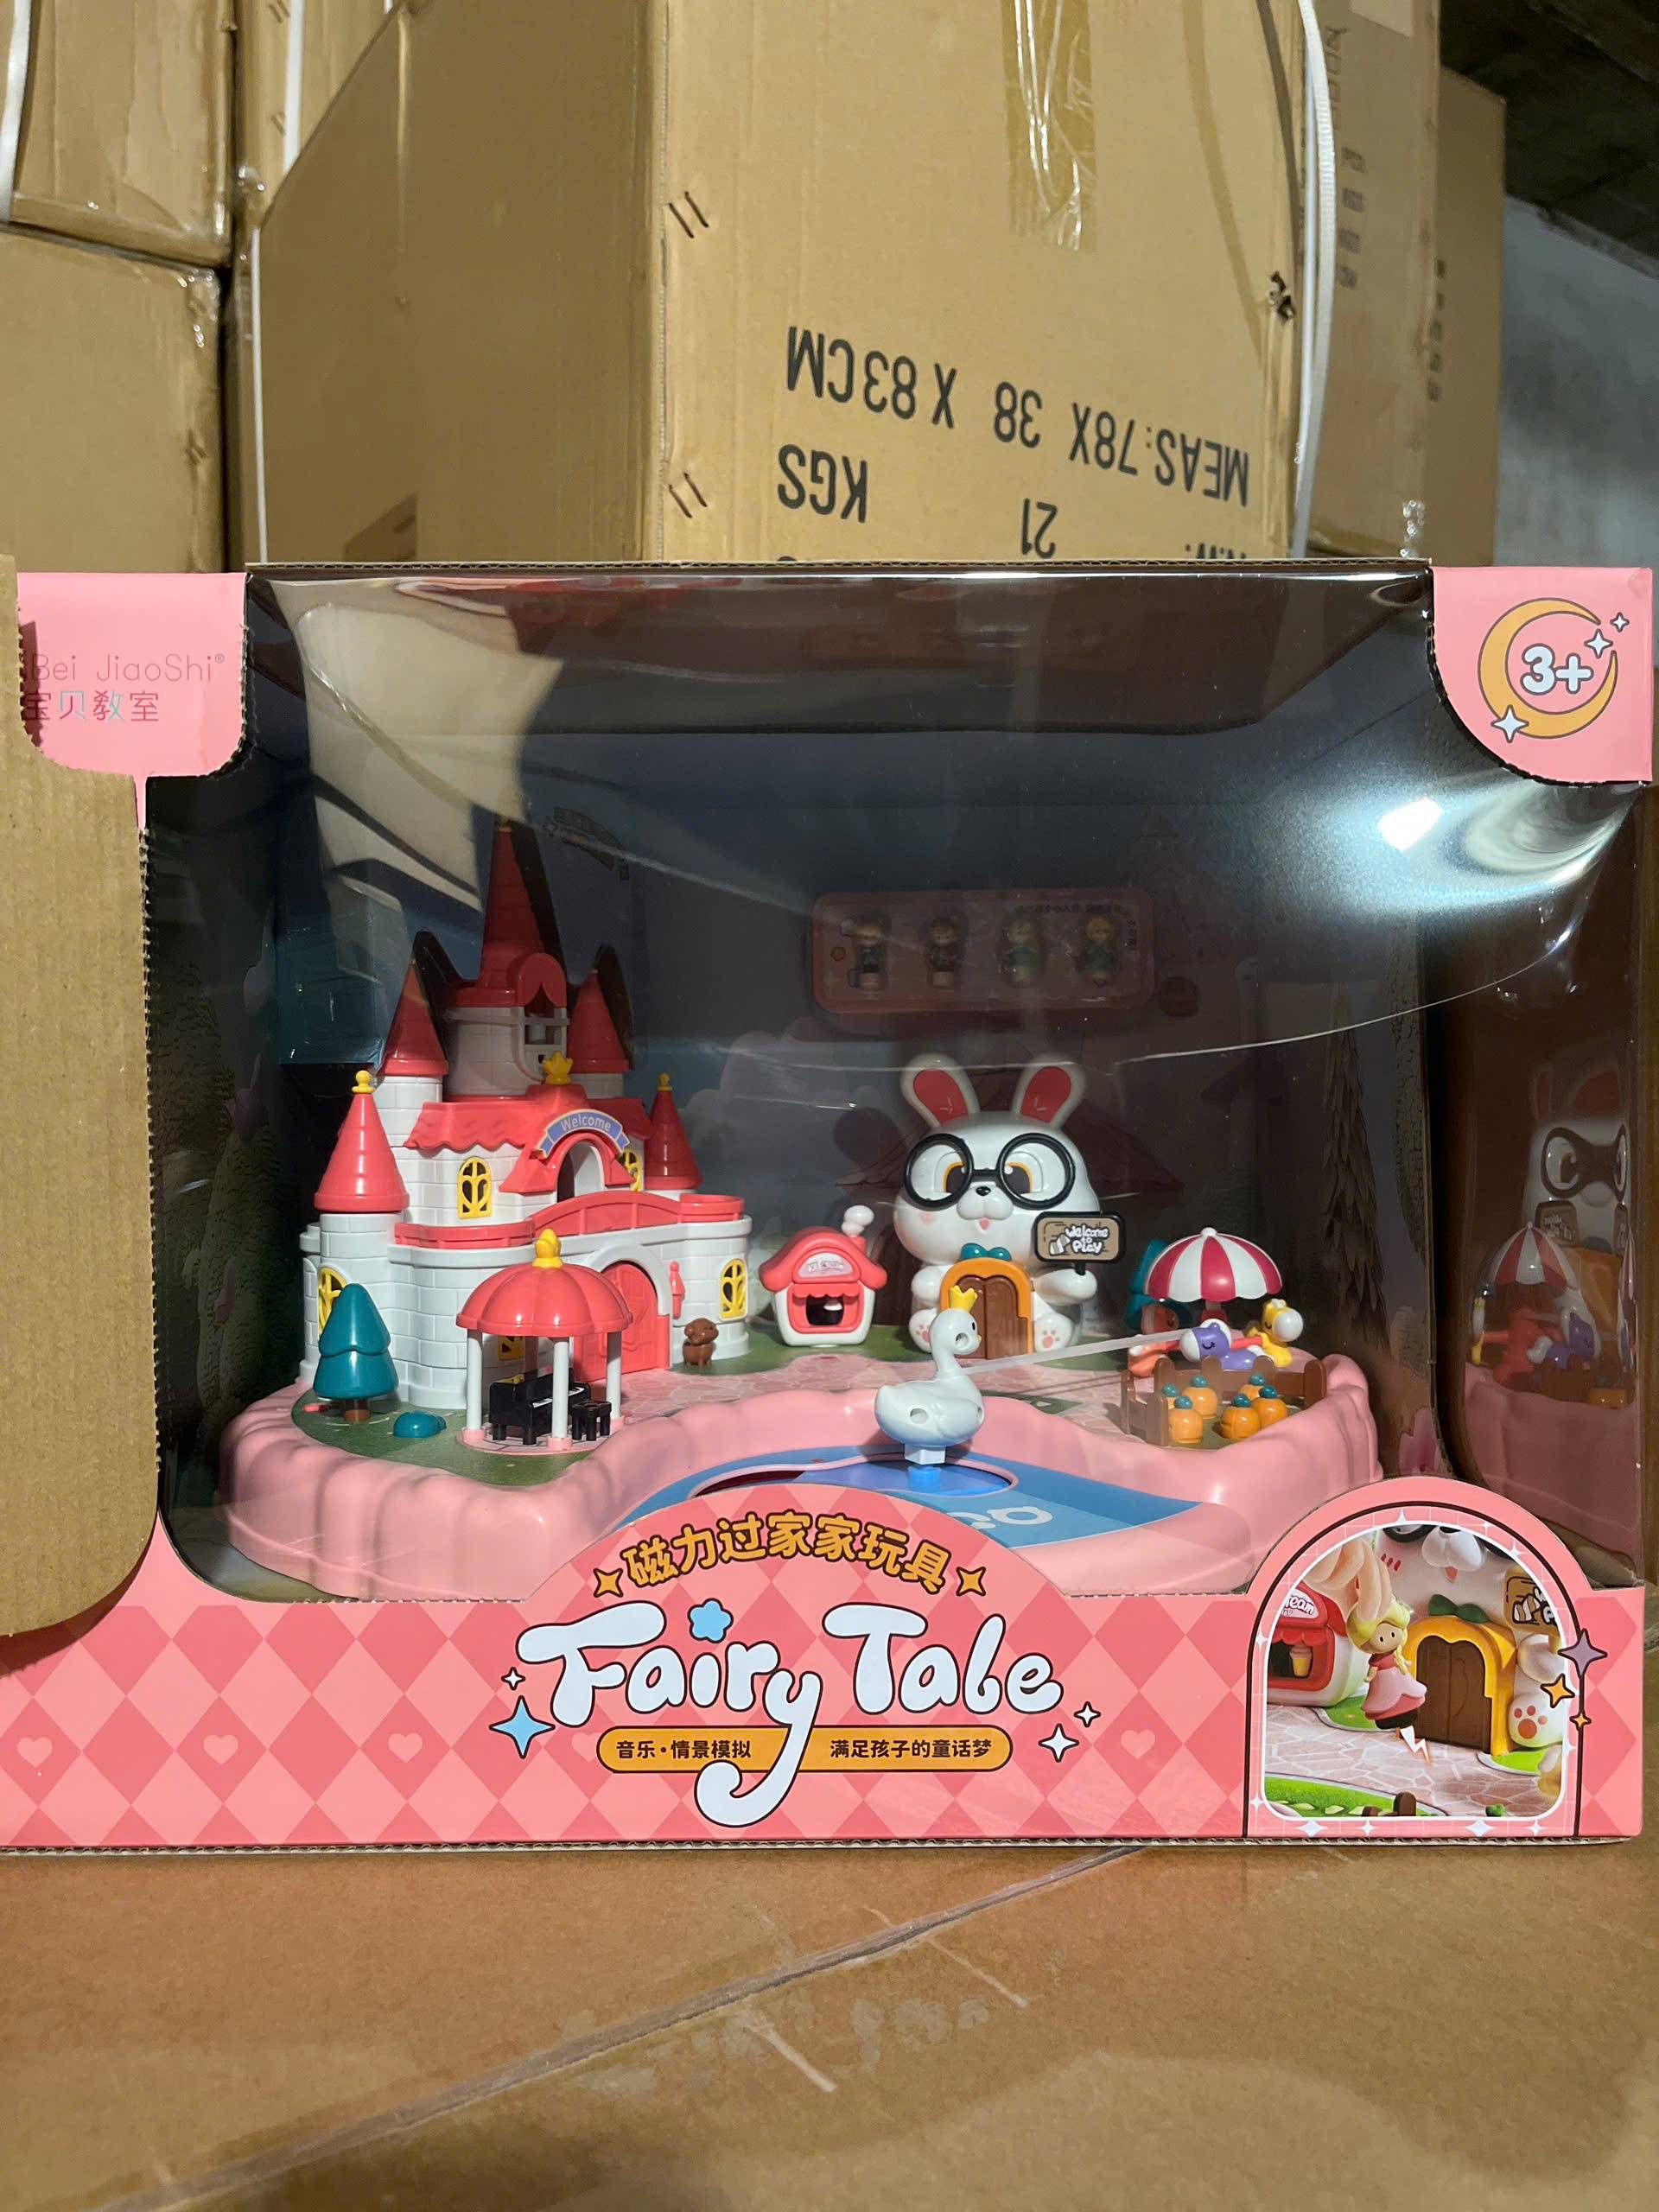 MEAS:78X 38 X 83CM
21 KGS
Bei JiaoShi®
宝贝教室
3+
Welcome
Welcome
to
Play
磁力过家家玩具
Fairy Tale
音乐·情景模拟 满足孩子的童话梦